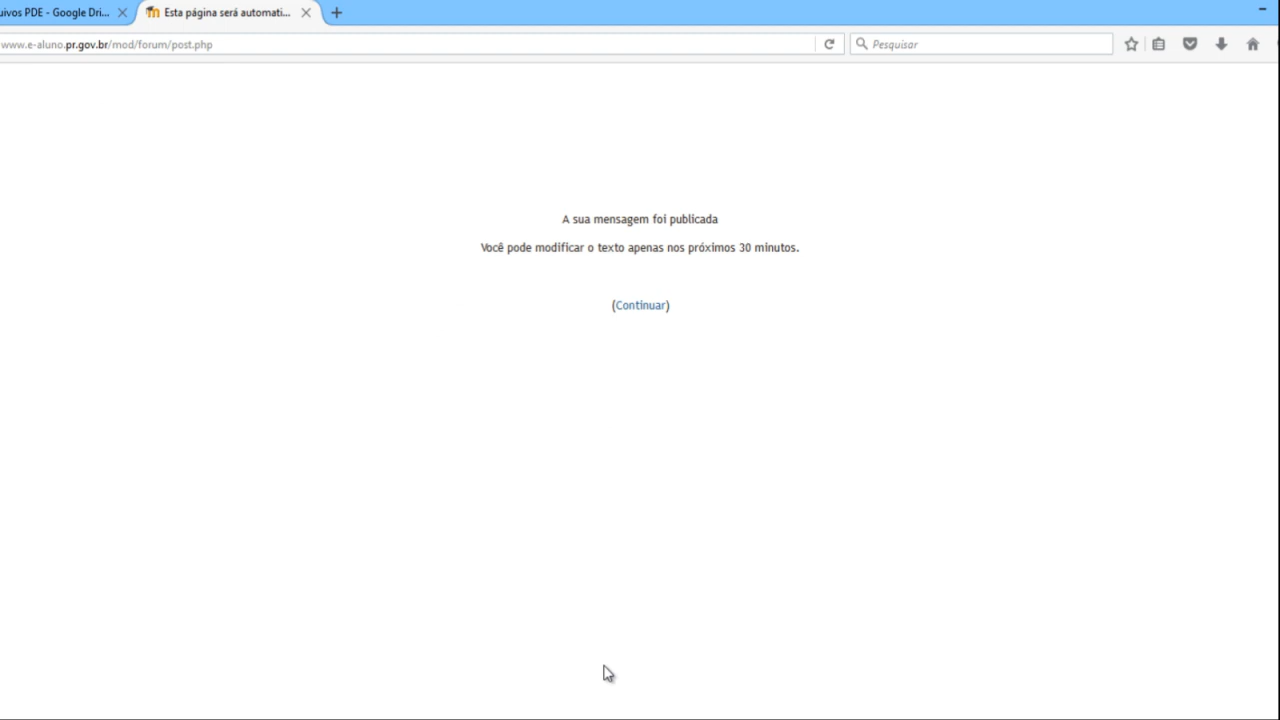 uivos PDE - Google Dri...
Esta página será automati...
www.e-aluno.pr.gov.br/mod/forum/post.php
Pesquisar
A sua mensagem foi publicada
Você pode modificar o texto apenas nos próximos 30 minutos.
(Continuar)